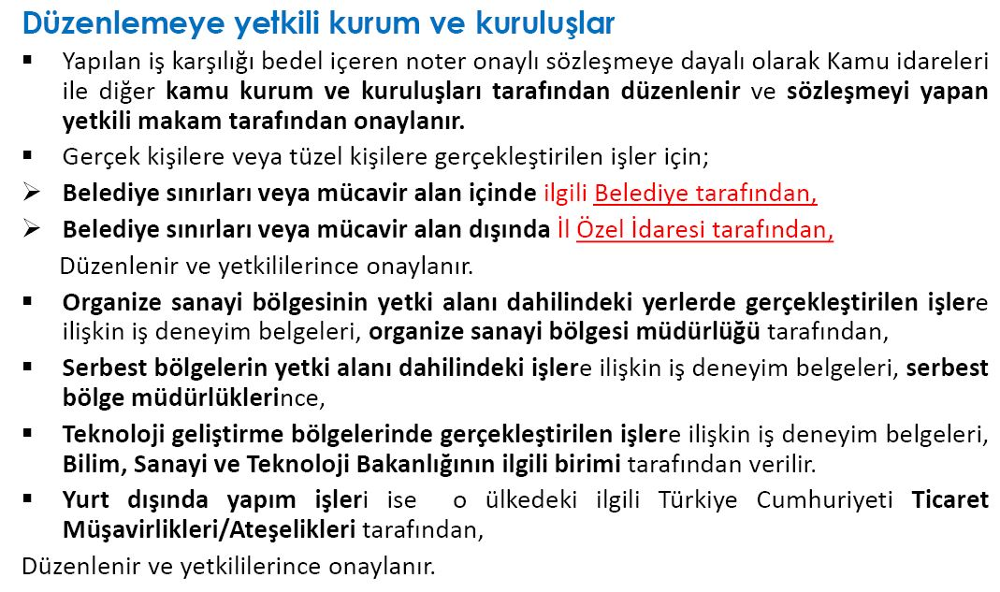 Düzenlemeye yetkili kurum ve kuruluşlar
▪ Yapılan iş karşılığı bedel içeren noter onaylı sözleşmeye dayalı olarak Kamu idareleri
ile diğer kamu kurum ve kuruluşları tarafından düzenlenir ve sözleşmeyi yapan
yetkili makam tarafından onaylanır.
▪ Gerçek kişilere veya tüzel kişilere gerçekleştirilen işler için;
➢ Belediye sınırları veya mücavir alan içinde ilgili Belediye tarafından,
➢ Belediye sınırları veya mücavir alan dışında İl Özel İdaresi tarafından,
Düzenlenir ve yetkililerince onaylanır.
▪ Organize sanayi bölgesinin yetki alanı dahilindeki yerlerde gerçekleştirilen işlere
ilişkin iş deneyim belgeleri, organize sanayi bölgesi müdürlüğü tarafından,
▪ Serbest bölgelerin yetki alanı dahilindeki işlere ilişkin iş deneyim belgeleri, serbest
bölge müdürlüklerince,
▪ Teknoloji geliştirme bölgelerinde gerçekleştirilen işlere ilişkin iş deneyim belgeleri,
Bilim, Sanayi ve Teknoloji Bakanlığının ilgili birimi tarafından verilir.
▪ Yurt dışında yapım işleri ise o ülkedeki ilgili Türkiye Cumhuriyeti Ticaret
Müşavirlikleri/Ateşelikleri tarafından,
Düzenlenir ve yetkililerince onaylanır.